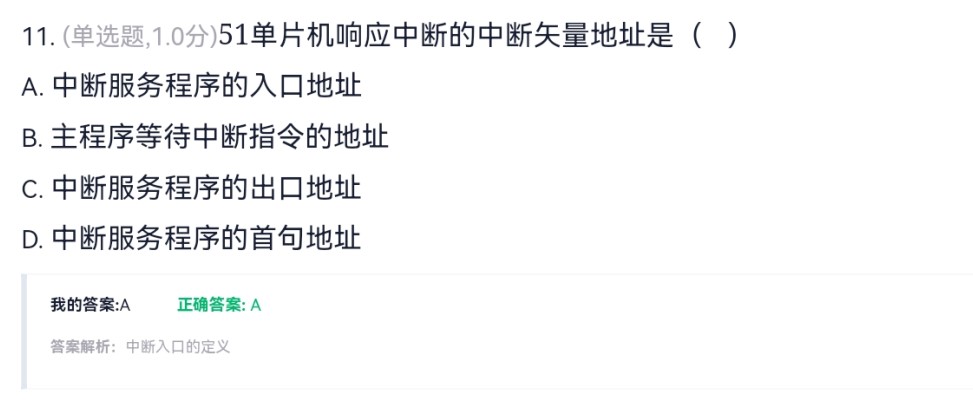 11. (单选题,1.0分)51单片机响应中断的中断矢量地址是（ ）
A. 中断服务程序的入口地址
B. 主程序等待中断指令的地址
C. 中断服务程序的出口地址
D. 中断服务程序的首句地址
我的答案:A 正确答案: A
答案解析：中断入口的定义